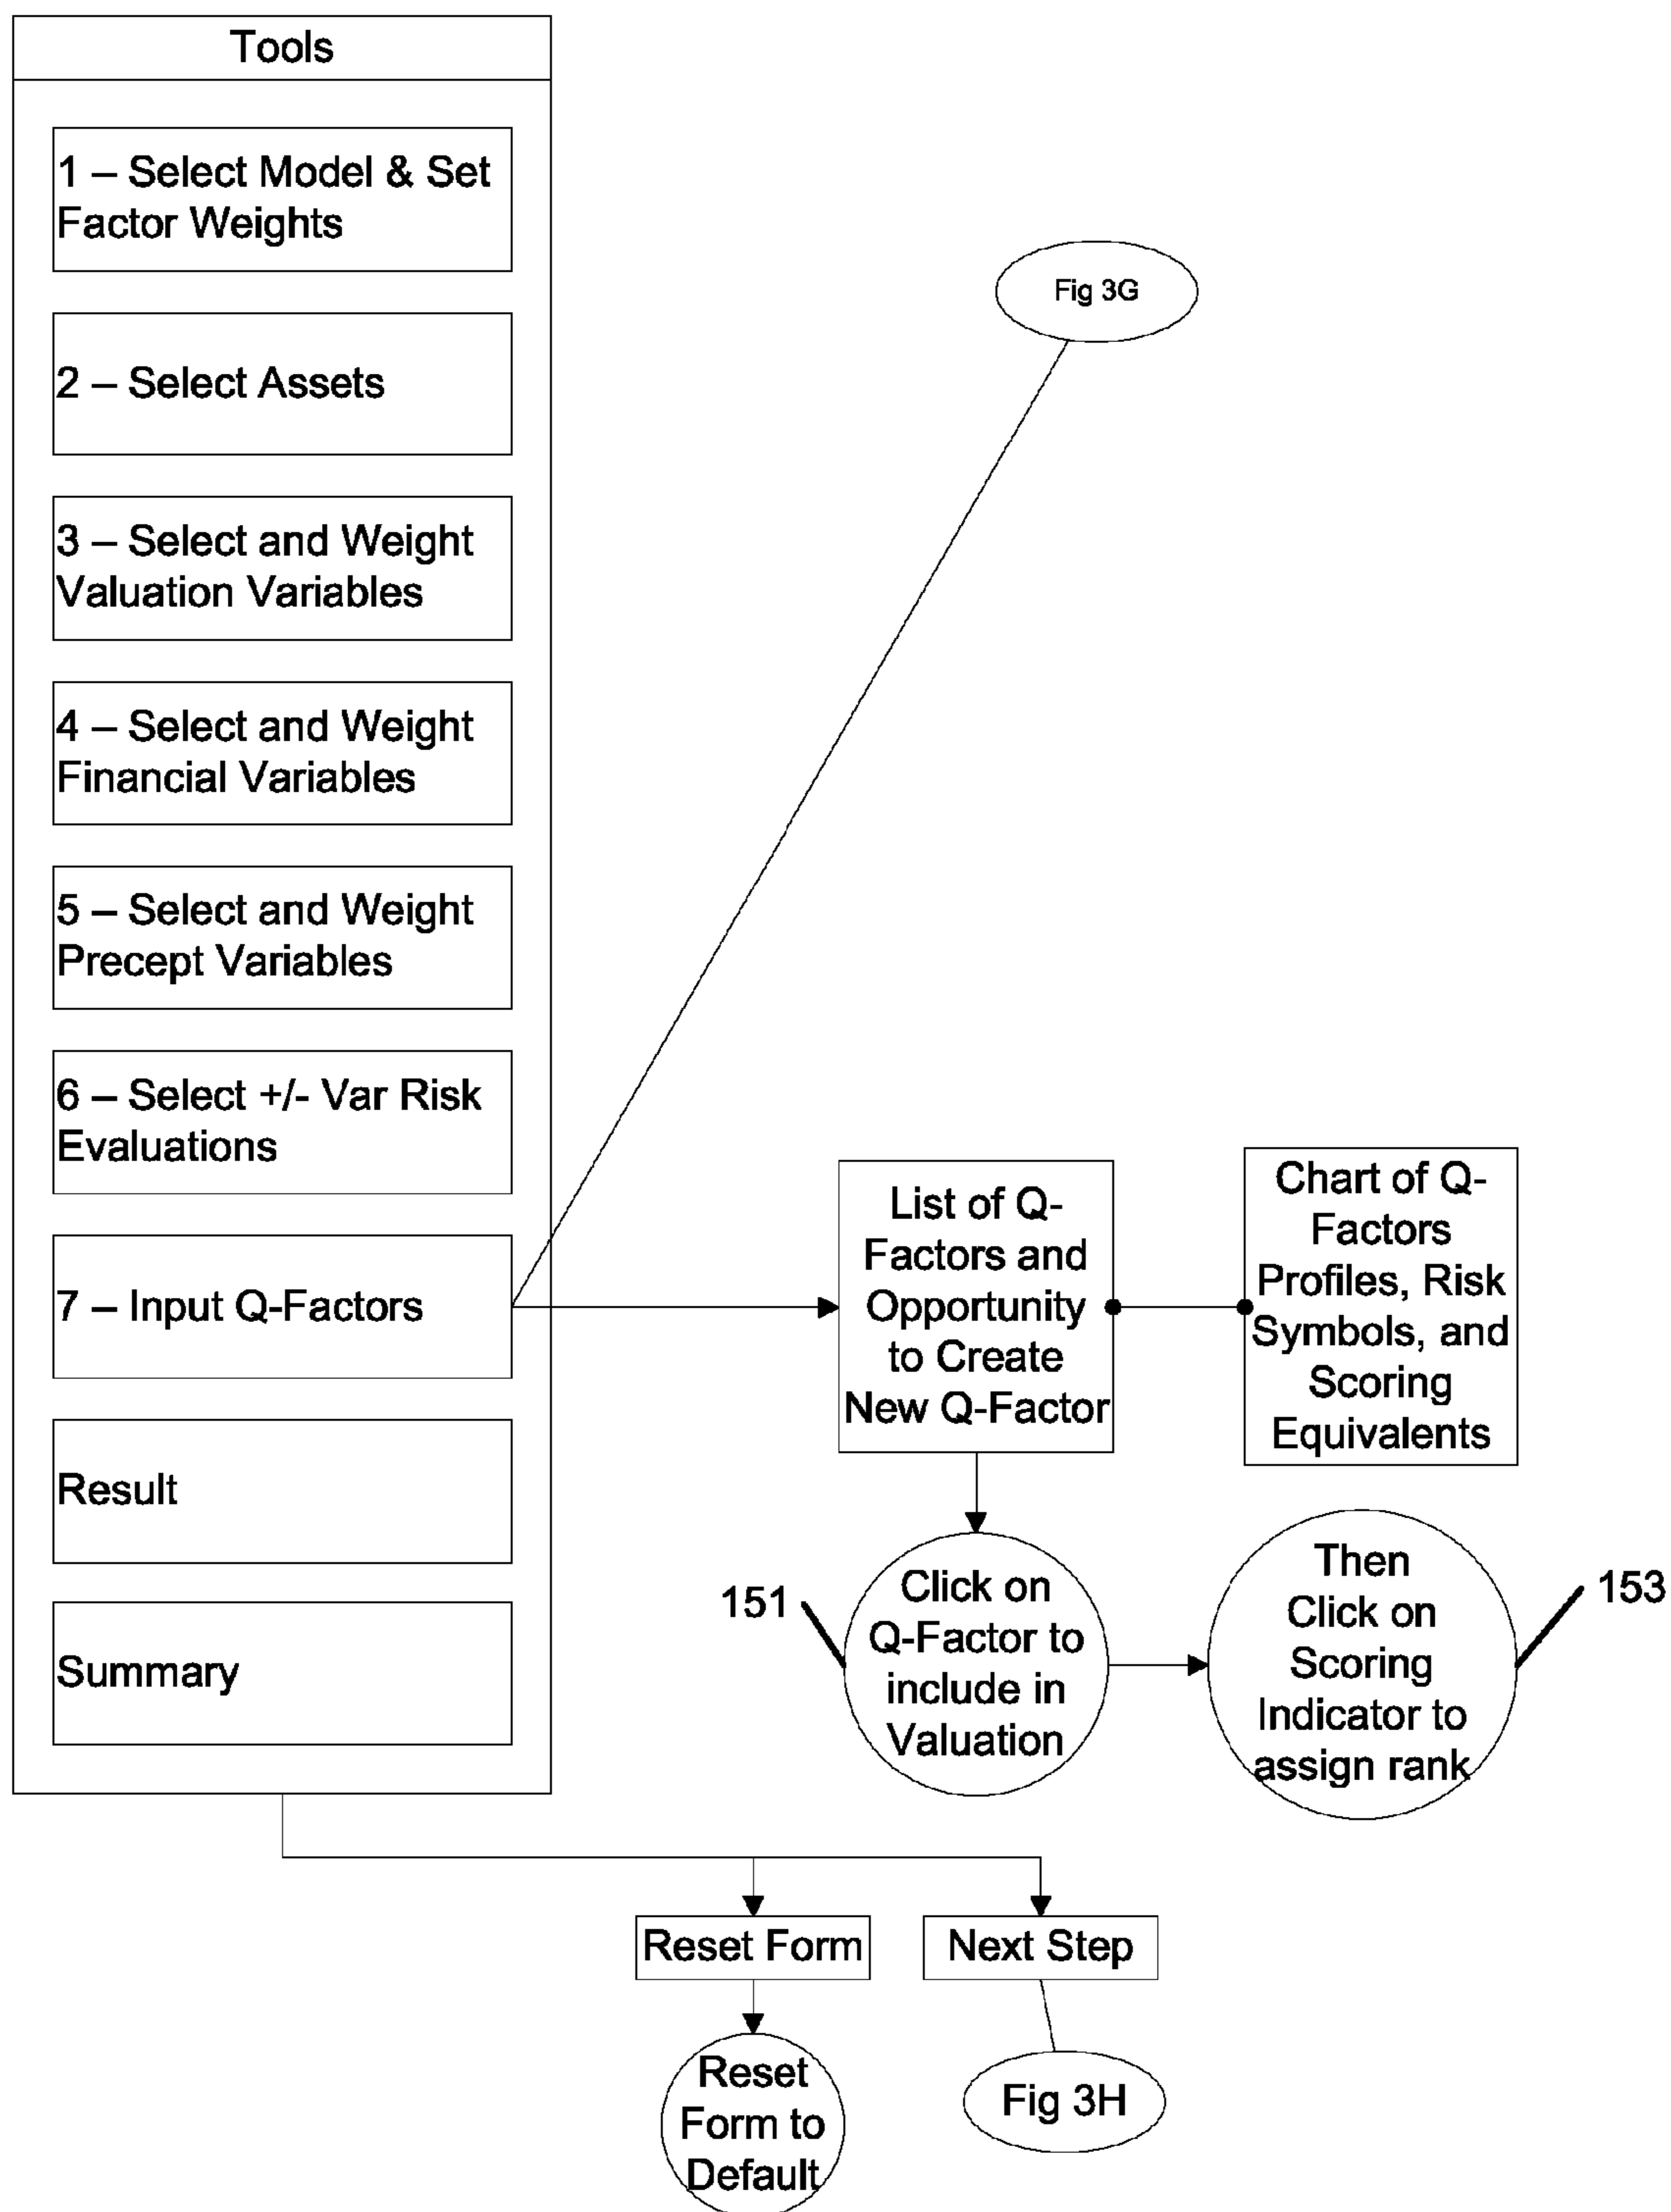 Tools
1 – Select Model & Set
Factor Weights
2 – Select Assets
3 – Select and Weight
Valuation Variables
4 – Select and Weight
Financial Variables
5 – Select and Weight
Precept Variables
6 – Select +/- Var Risk
Evaluations
7 – Input Q-Factors
Result
Summary
Fig 3G
List of Q-
Factors and
Opportunity
to Create
New Q-Factor
Chart of Q-
Factors
Profiles, Risk
Symbols, and
Scoring
Equivalents
151
Click on
Q-Factor to
include in
Valuation
Then
Click on
Scoring
Indicator to
assign rank
153
Reset Form
Next Step
Reset
Form to
Default
Fig 3H